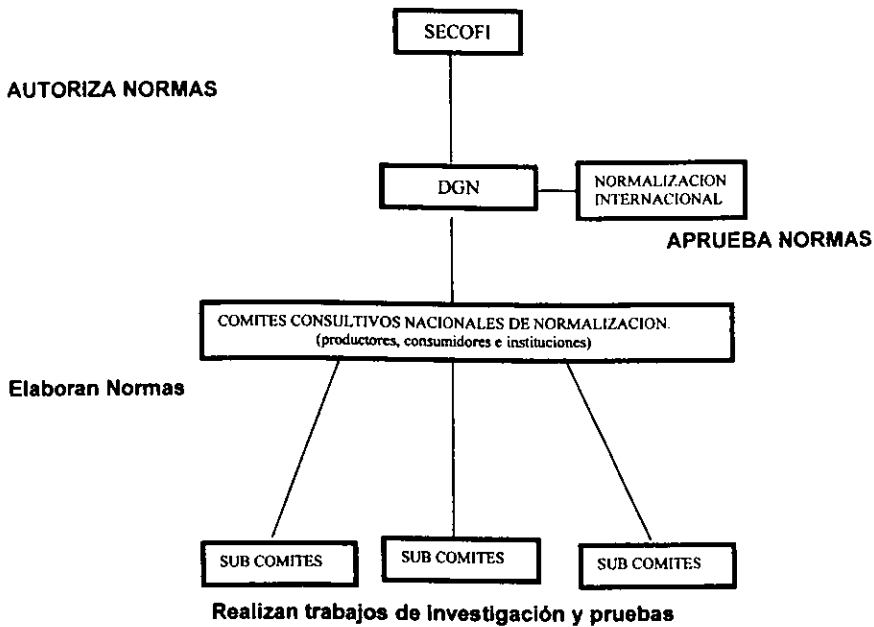 SECOFI
AUTORIZA NORMAS
DGN
NORMALIZACION
INTERNACIONAL
APRUEBA NORMAS
COMITES CONSULTIVOS NACIONALES DE NORMALIZACION.
(productores, consumidores e instituciones)
Elaboran Normas
SUB COMITES
SUB COMITES
SUB COMITES
Realizan trabajos de investigación y pruebas